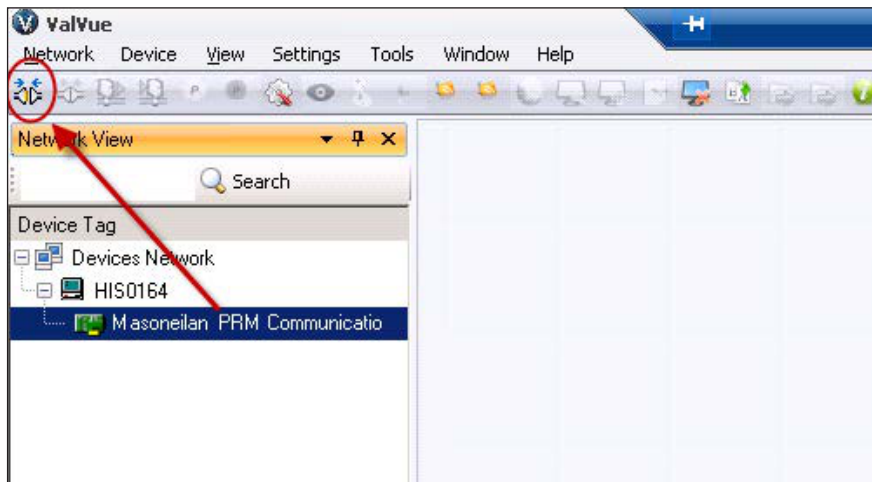 ValVue
Network Device View Settings Tools Window Help
Network View
Search
Device Tag
Devices Network
HIS0164
Masoneilan PRM Communicatio